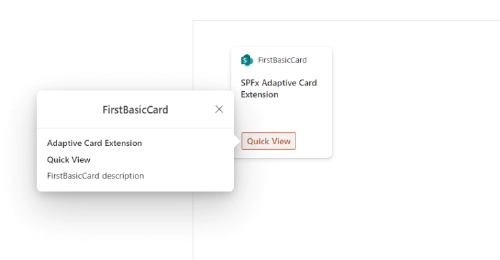 FirstBasicCard
SPFx Adaptive Card
Extension
Quick View
FirstBasicCard
Adaptive Card Extension
Quick View
FirstBasicCard description